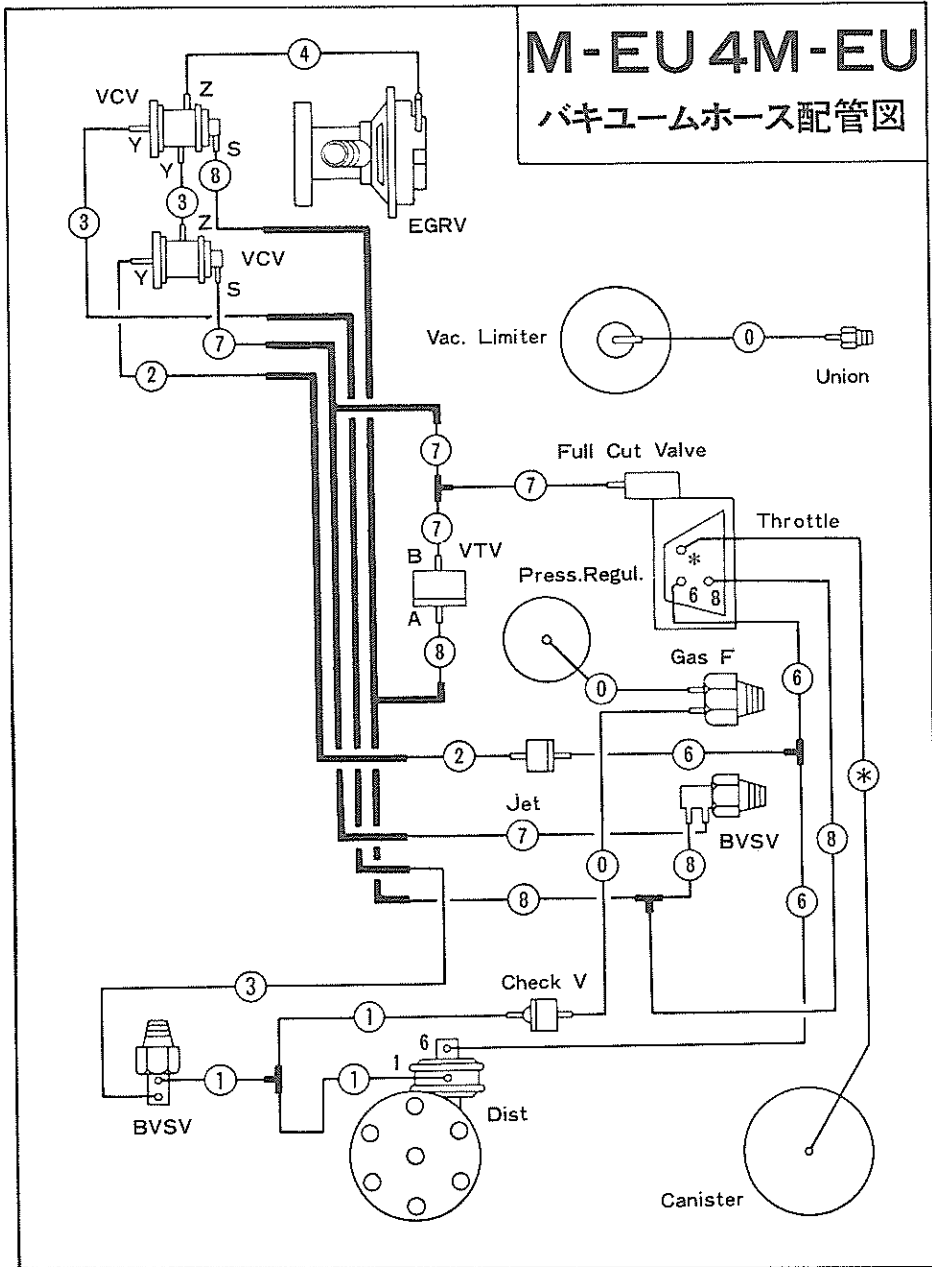 M-EU 4M-EU
バキュームホース配管図
4
Z
VCV
Y
S
Y
8
3
3
Z
EGRV
VCV
Y
S
7
2
Vac. Limiter
0
Union
7
Full Cut Valve
7
Throttle
7
B
VTV
*
Press.Regul.
6
8
A
8
Gas F
6
0
2
6
*
Jet
7
BVSV
8
0
8
8
6
3
Check V
1
6
1
1
1
Dist
BVSV
Canister